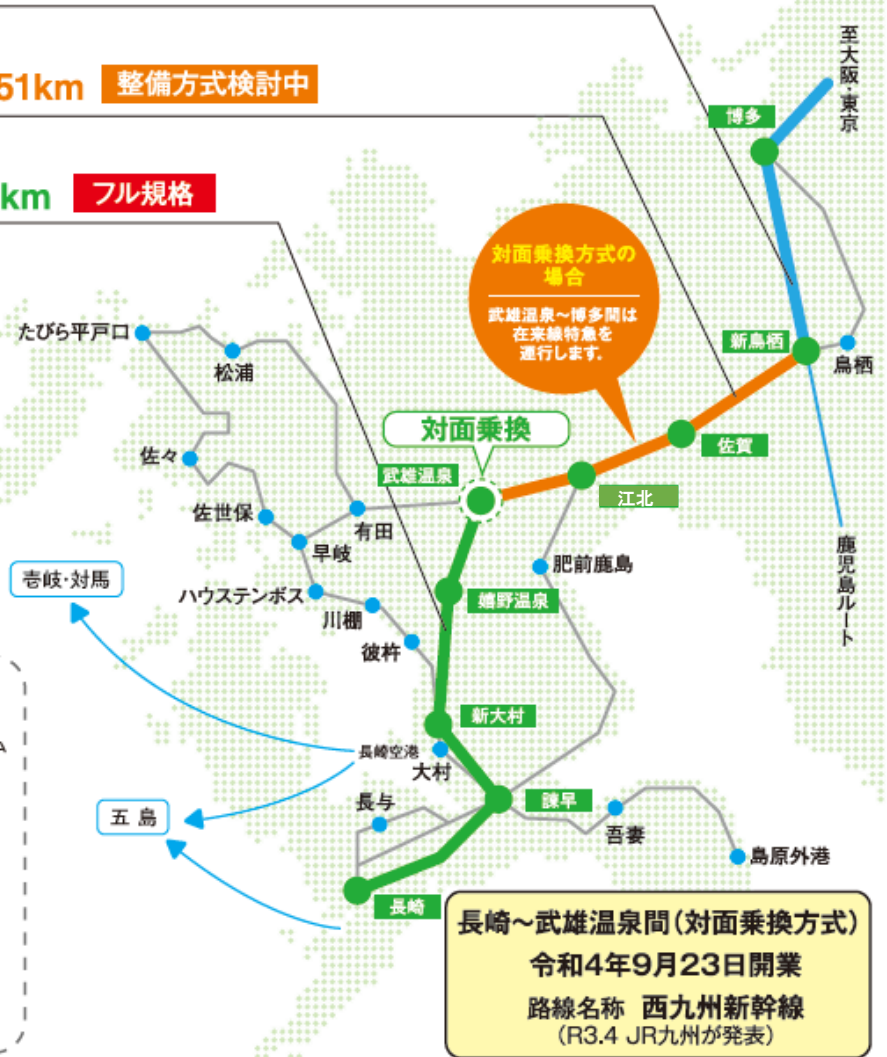 至大阪・東京
51km 整備方式検討中
博多
km フル規格
対面乗換方式の
場合
武雄温泉～博多間は
在来線特急を
運行します。
たびら平戸口
松浦
新鳥栖
鳥栖
対面乗換
佐賀
佐々
武雄温泉
江北
佐世保
有田
早岐
肥前鹿島
鹿児島ルート
壱岐・対馬
ハウステンボス
嬉野温泉
川棚
彼杵
新大村
長崎空港
大村
長与
諫早
五島
吾妻
島原外港
長崎
長崎～武雄温泉間（対面乗換方式）
令和4年9月23日開業
路線名称 西九州新幹線
（R3.4 JR九州が発表）